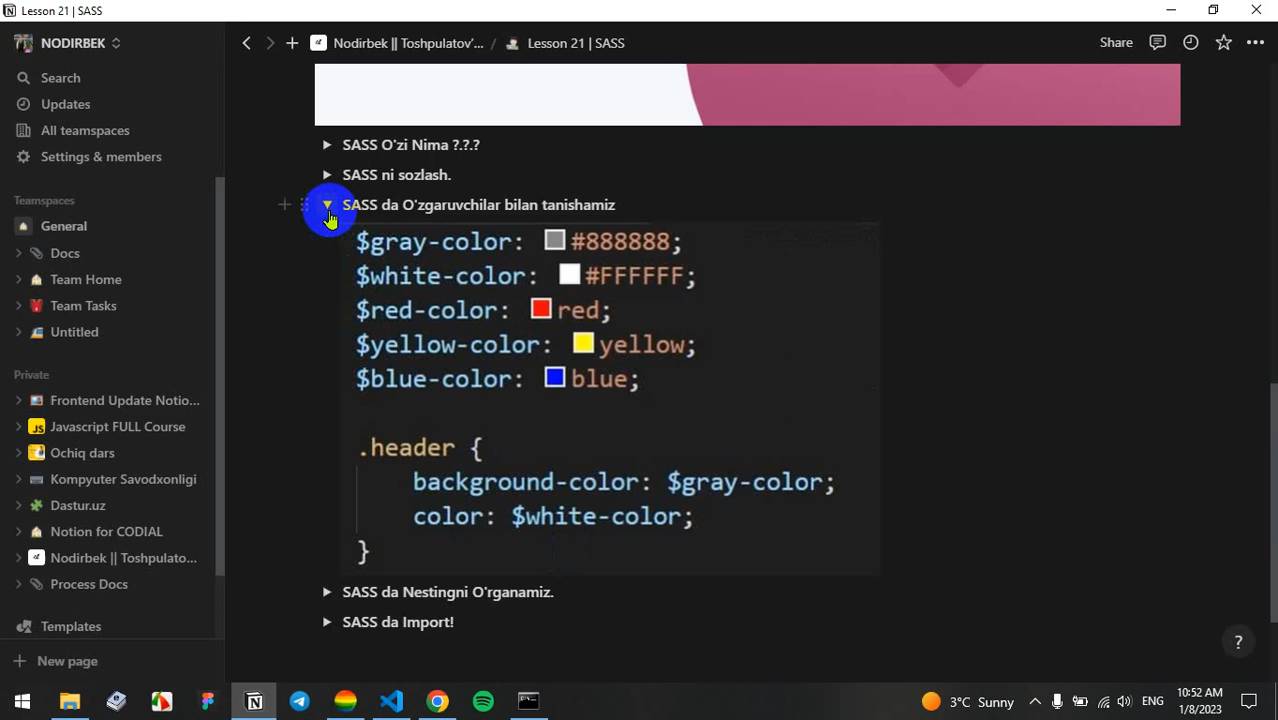 Lesson 21 | SASS
NODIRBEK
Search
Updates
All teamspaces
Settings & members
Teamspaces
General
Docs
Team Home
Team Tasks
Untitled
Private
Frontend Update Notio...
Javascript FULL Course
Ochiq dars
Kompyuter Savodxonligi
Dastur.uz
Notion for CODIAL
Nodirbek || Toshpulato...
Process Docs
Templates
New page
Nodirbek || Toshpulatov'... / Lesson 21 | SASS
Share
SASS O'zi Nima ?.?.?
SASS ni sozlash.
SASS da O'zgaruvchilar bilan tanishamiz
$gray-color: #888888;
$white-color: #FFFFFF;
$red-color: red;
$yellow-color: yellow;
$blue-color: blue;
.header {
background-color: $gray-color;
color: $white-color;
}
SASS da Nestingni O'rganamiz.
SASS da Import!
?
3°C Sunny
ENG
10:52 AM
1/8/2023